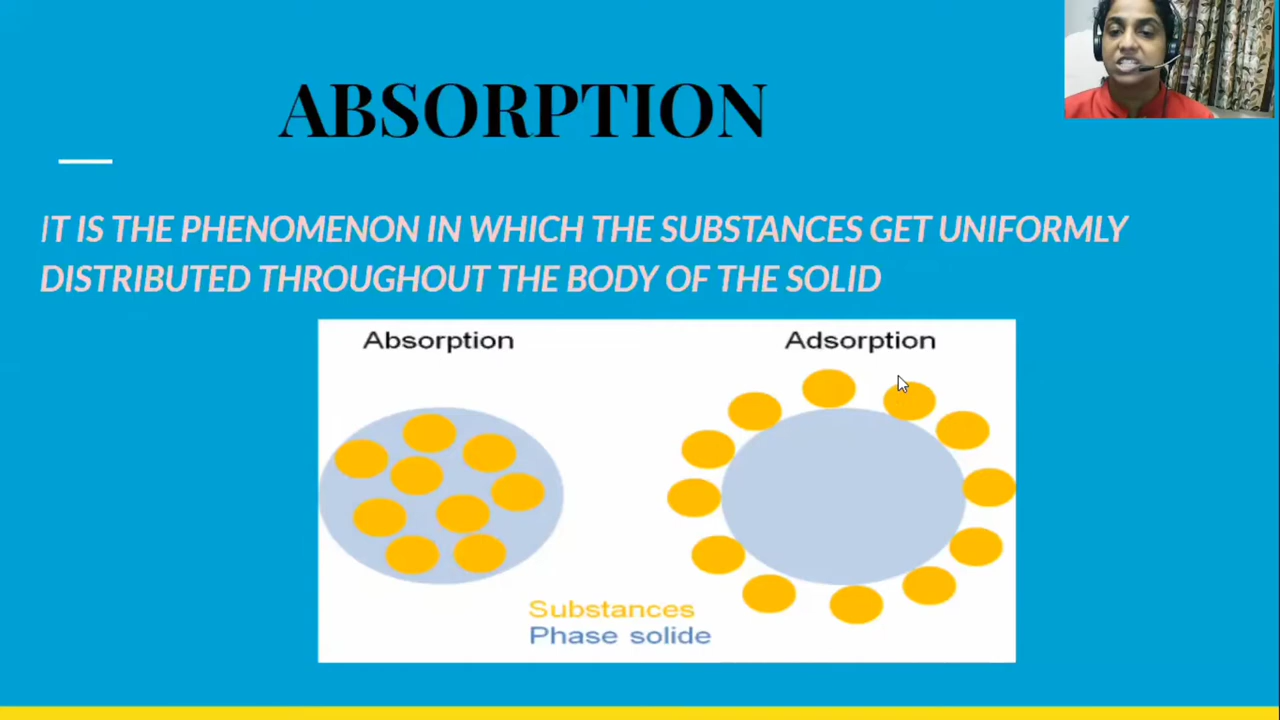 ABSORPTION
IT IS THE PHENOMENON IN WHICH THE SUBSTANCES GET UNIFORMLY
DISTRIBUTED THROUGHOUT THE BODY OF THE SOLID
Absorption
Adsorption
Substances
Phase solide